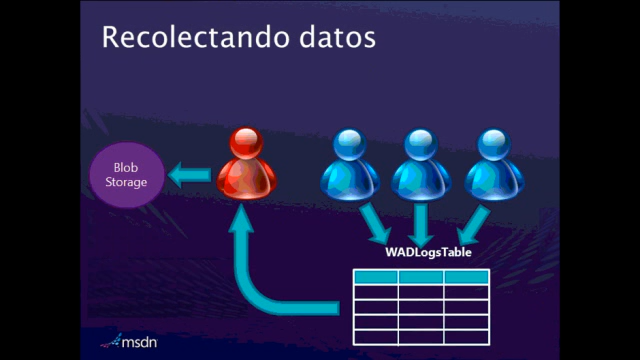 Recolectando datos
Blob
Storage
WADLogsTable
msdn